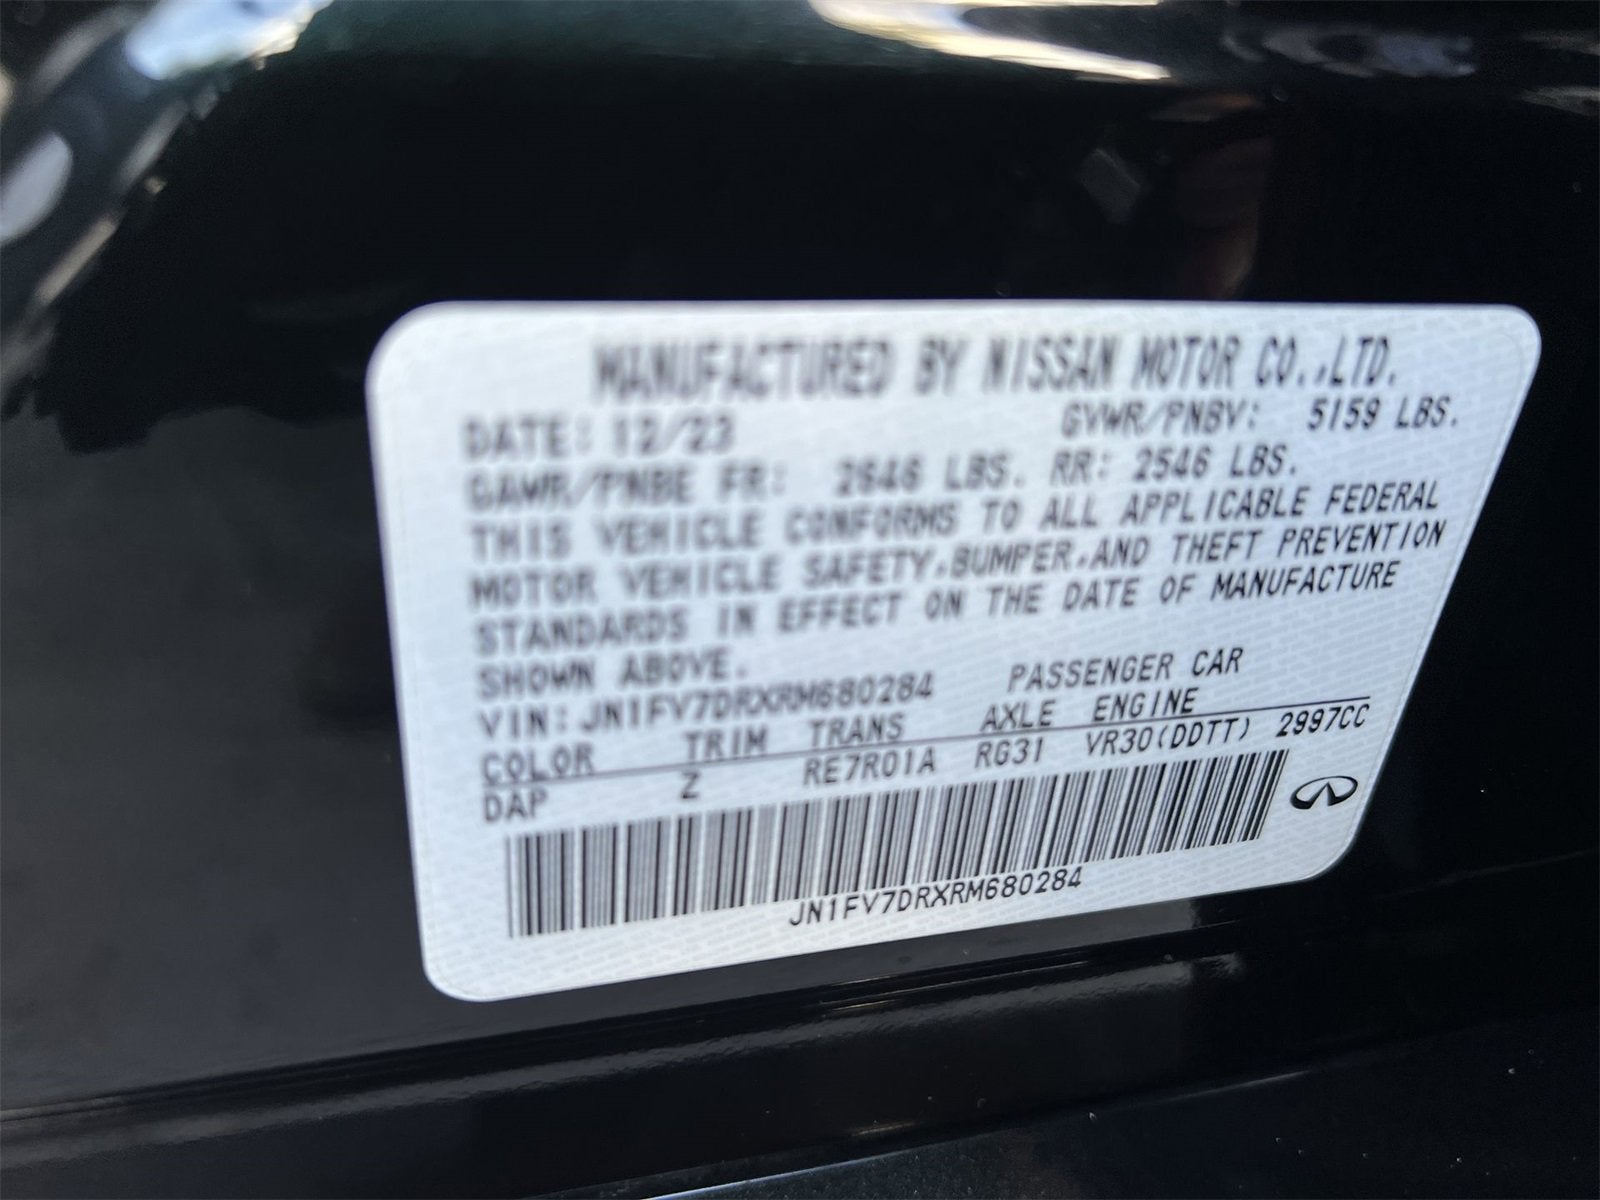 MANUFACTURED BY NISSAN MOTOR CO.,LTD.
DATE: 12/23 GVWR/PNBV: 5159 LBS.
GAWR/PNBE FR: 2646 LBS. RR: 2546 LBS.
THIS VEHICLE CONFORMS TO ALL APPLICABLE FEDERAL
MOTOR VEHICLE SAFETY,BUMPER,AND THEFT PREVENTION
STANDARDS IN EFFECT ON THE DATE OF MANUFACTURE
SHOWN ABOVE.
VIN: JN1FV7DRXRM680284 PASSENGER CAR
COLOR TRIM TRANS AXLE ENGINE
DAP Z RE7R01A RG31 VR30(DDTT) 2997CC
JN1FV7DRXRM680284